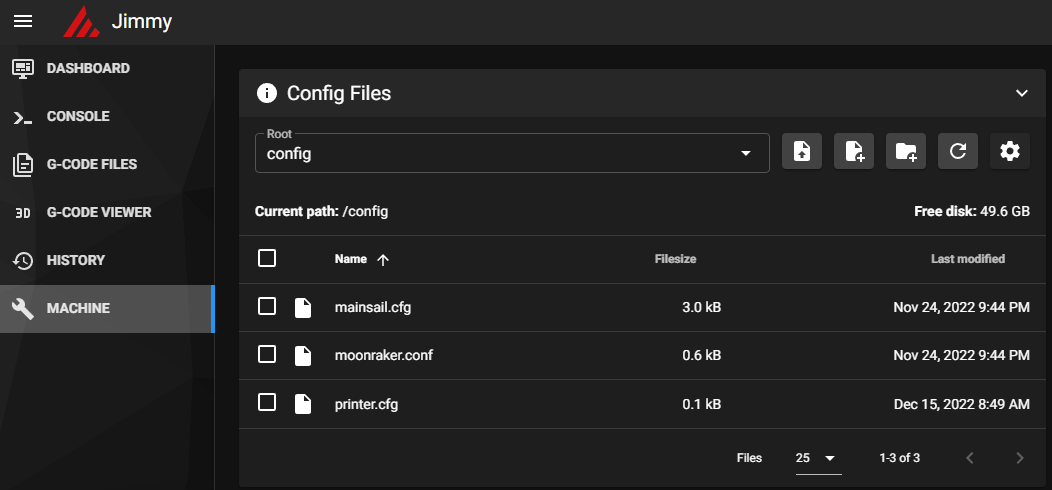 Jimmy
DASHBOARD
CONSOLE
G-CODE FILES
3D G-CODE VIEWER
HISTORY
MACHINE
Config Files
Root
config
Current path: /config Free disk: 49.6 GB
Name Filesize Last modified
mainsail.cfg 3.0 kB Nov 24, 2022 9:44 PM
moonraker.conf 0.6 kB Nov 24, 2022 9:44 PM
printer.cfg 0.1 kB Dec 15, 2022 8:49 AM
Files 25 1-3 of 3